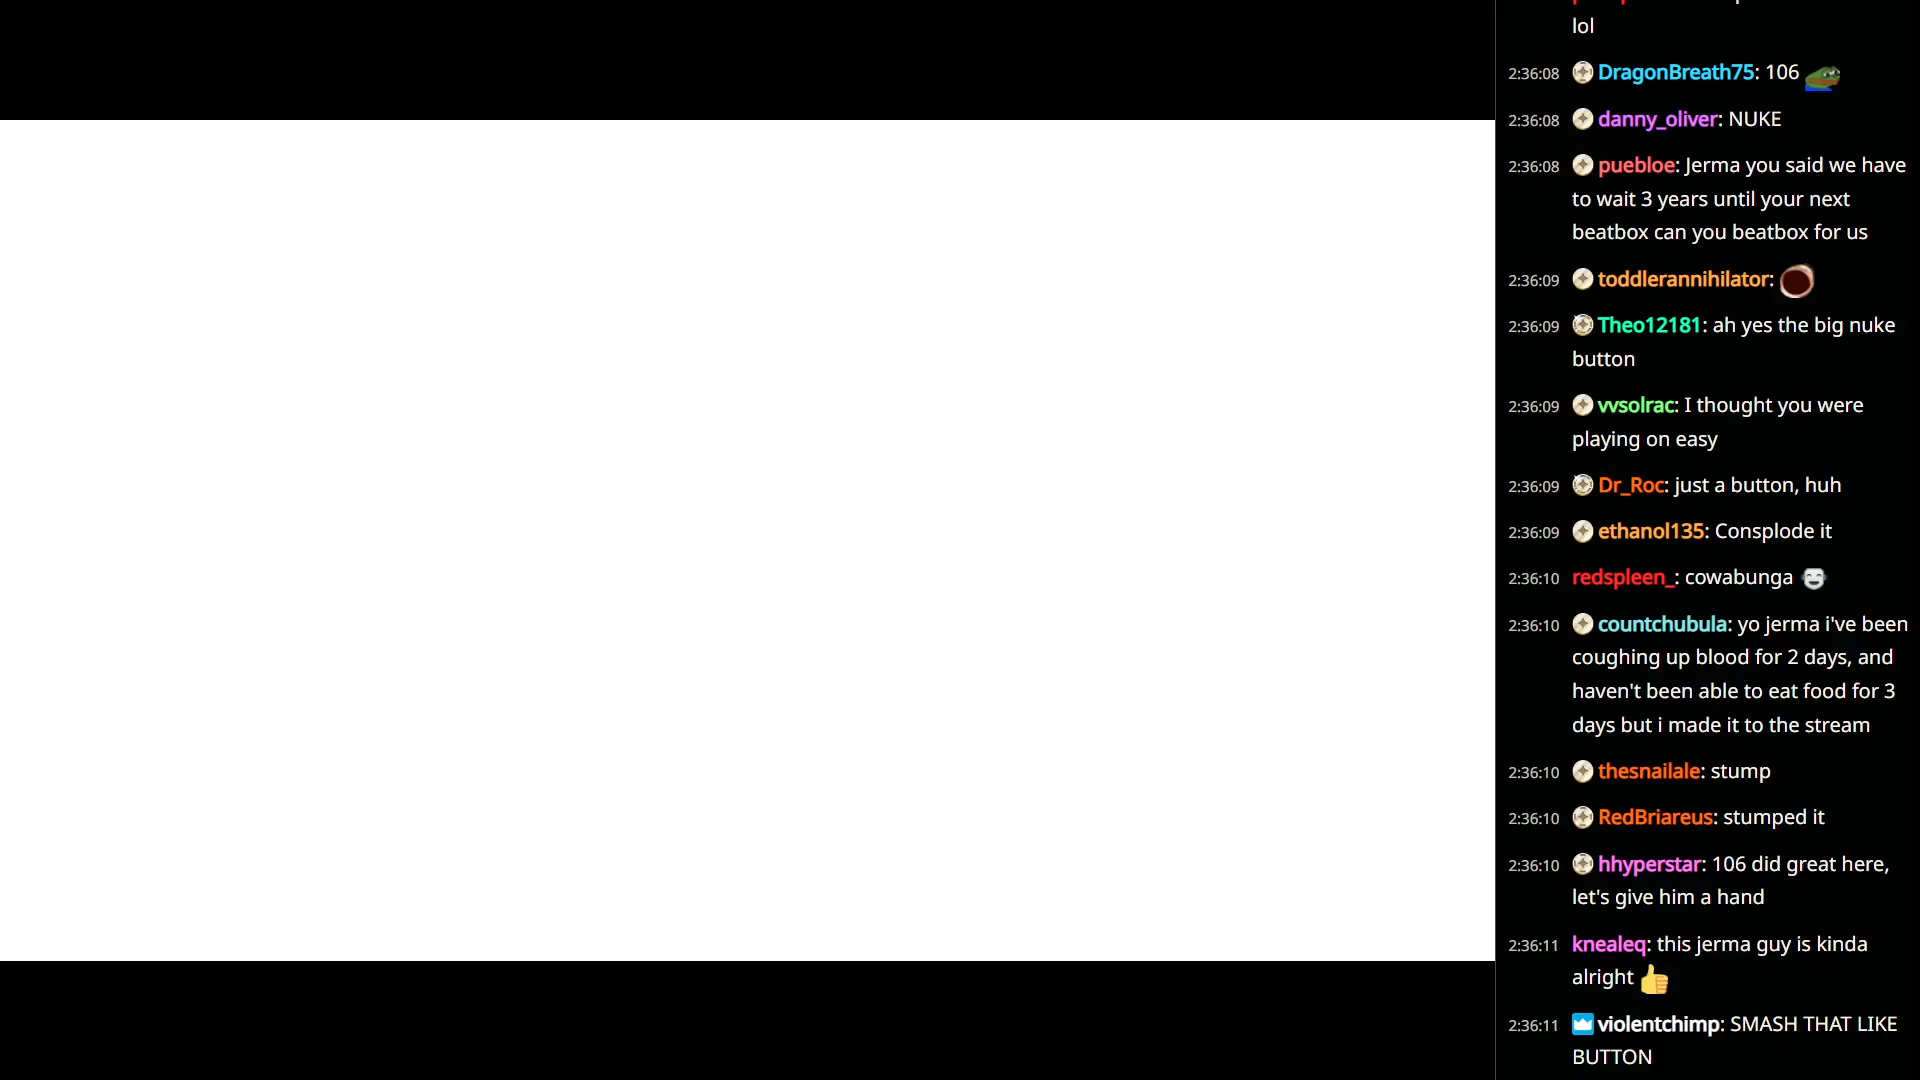 lol
2:36:08 DragonBreath75: 106
2:36:08 danny_oliver: NUKE
2:36:08 puebloe: Jerma you said we have
to wait 3 years until your next
beatbox can you beatbox for us
2:36:09 toddlerannihilator:
2:36:09 Theo12181: ah yes the big nuke
button
2:36:09 vvsolrac: I thought you were
playing on easy
2:36:09 Dr_Roc: just a button, huh
2:36:09 ethanol135: Consplode it
2:36:10 redspleen_: cowabunga
2:36:10 countchubula: yo jerma i've been
coughing up blood for 2 days, and
haven't been able to eat food for 3
days but i made it to the stream
2:36:10 thesnailale: stump
2:36:10 RedBriareus: stumped it
2:36:10 hhyperstar: 106 did great here,
let's give him a hand
2:36:11 knealeq: this jerma guy is kinda
alright
2:36:11 violentchimp: SMASH THAT LIKE
BUTTON